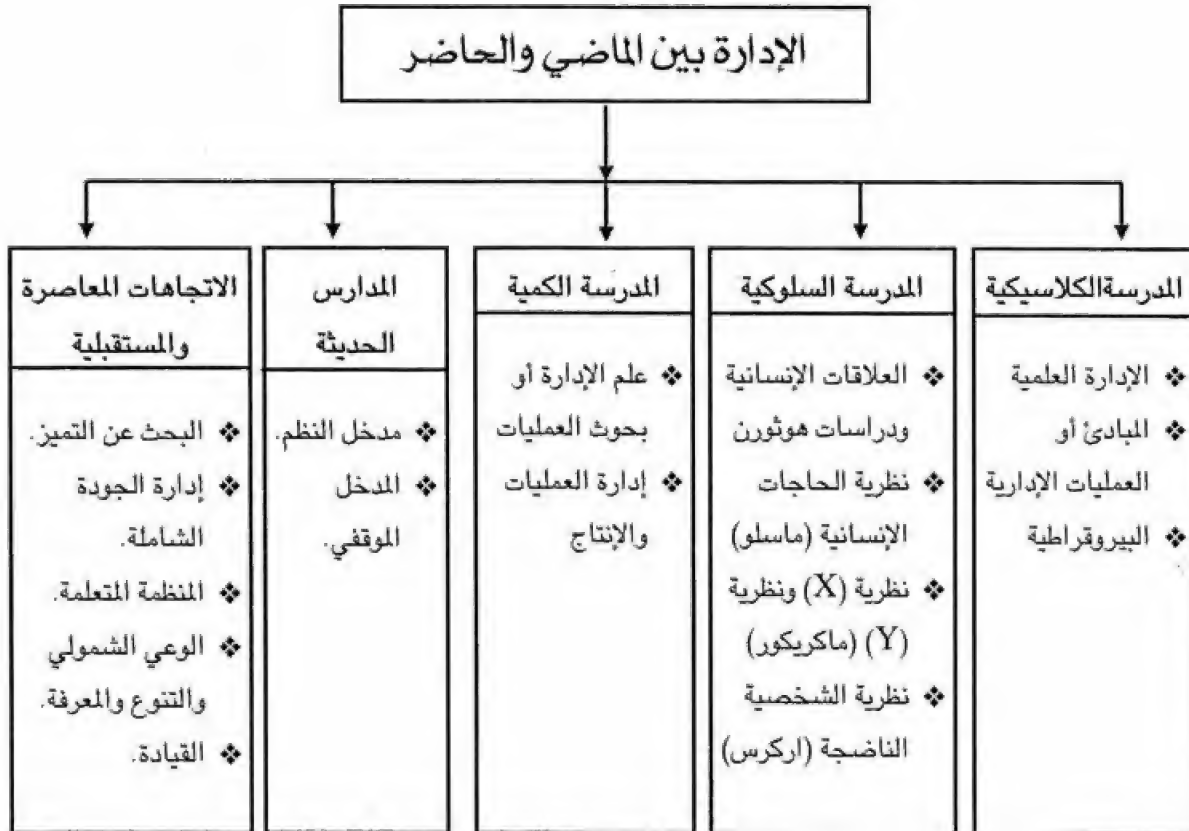 الإدارة بين الماضي والحاضر
المدرسةالكلاسيكية
❖ الإدارة العلمية
❖ المبادئ أو
العمليات الإدارية
❖ البيروقراطية
المدرسة السلوكية
❖ العلاقات الإنسانية
ودراسات هوثورن
❖ نظرية الحاجات
الإنسانية (ماسلو)
❖ نظرية (X) ونظرية
(Y) (ماكريكور)
❖ نظرية الشخصية
الناضجة (اركرس)
المدرسة الكمية
❖ علم الإدارة أو
بحوث العمليات
❖ إدارة العمليات
والإنتاج
المدارس
الحديثة
❖ مدخل النظم.
❖ المدخل
الموقفي.
الاتجاهات المعاصرة
والمستقبلية
❖ البحث عن التميز.
❖ إدارة الجودة
الشاملة.
❖ المنظمة المتعلمة.
❖ الوعي الشمولي
والتنوع والمعرفة.
❖ القيادة.